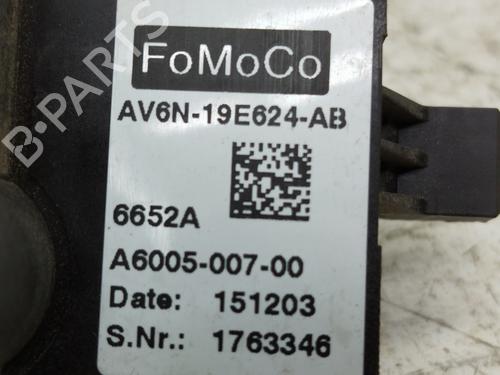 B-PARTS
FoMoCo
AV6N-19E624-AB
6652A
A6005-007-00
Date: 151203
S.Nr.: 1763346